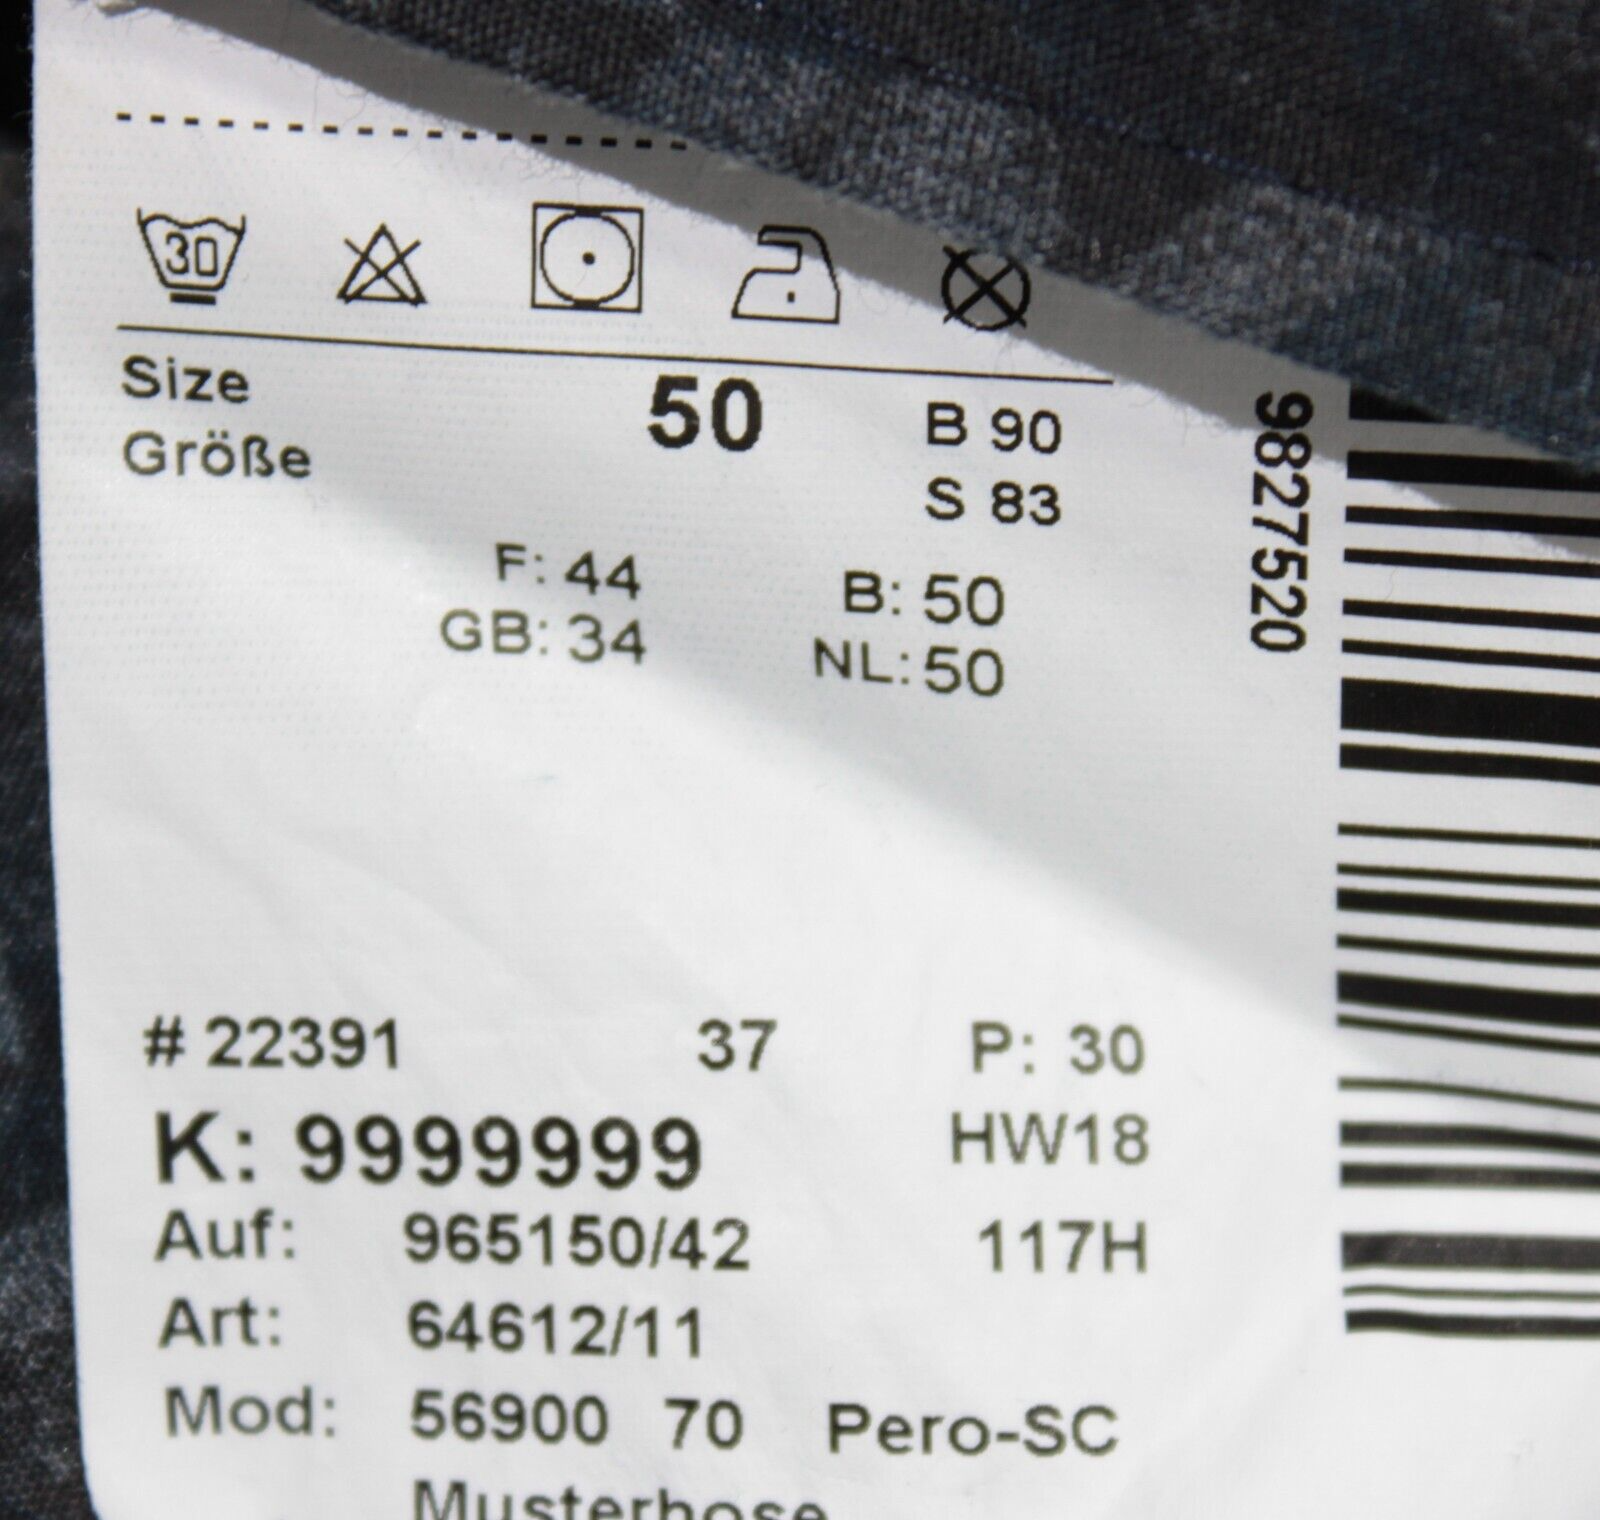 30
Size 50 B 90
Größe S 83
F: 44 B: 50
GB: 34 NL: 50
# 22391 37 P: 30
K: 9999999 HW18
Auf: 965150/42 117H
Art: 64612/11
Mod: 56900 70 Pero-SC
Musterhose
9827520